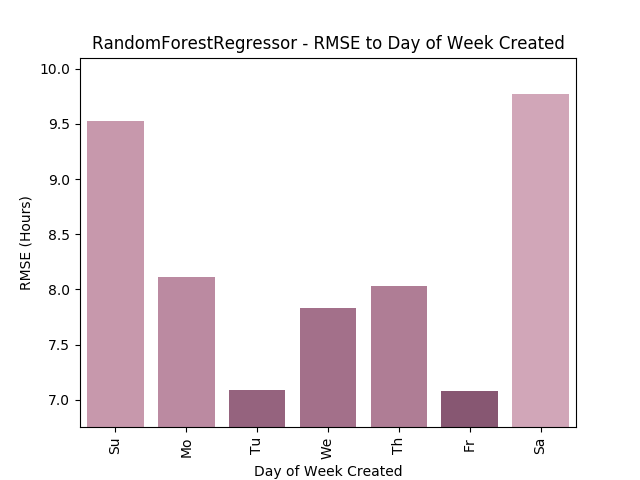 RandomForestRegressor - RMSE to Day of Week Created
10.0
9.5
9.0
8.5
8.0
7.5
7.0
RMSE (Hours)
Su Mo Tu We Th Fr Sa
Day of Week Created